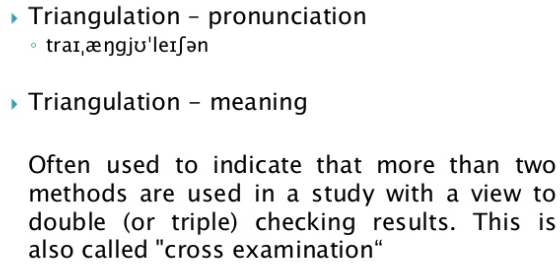 Triangulation – pronunciation
traɪˌæŋgjʊˈleɪʃən
Triangulation – meaning
Often used to indicate that more than two
methods are used in a study with a view to
double (or triple) checking results. This is
also called "cross examination“